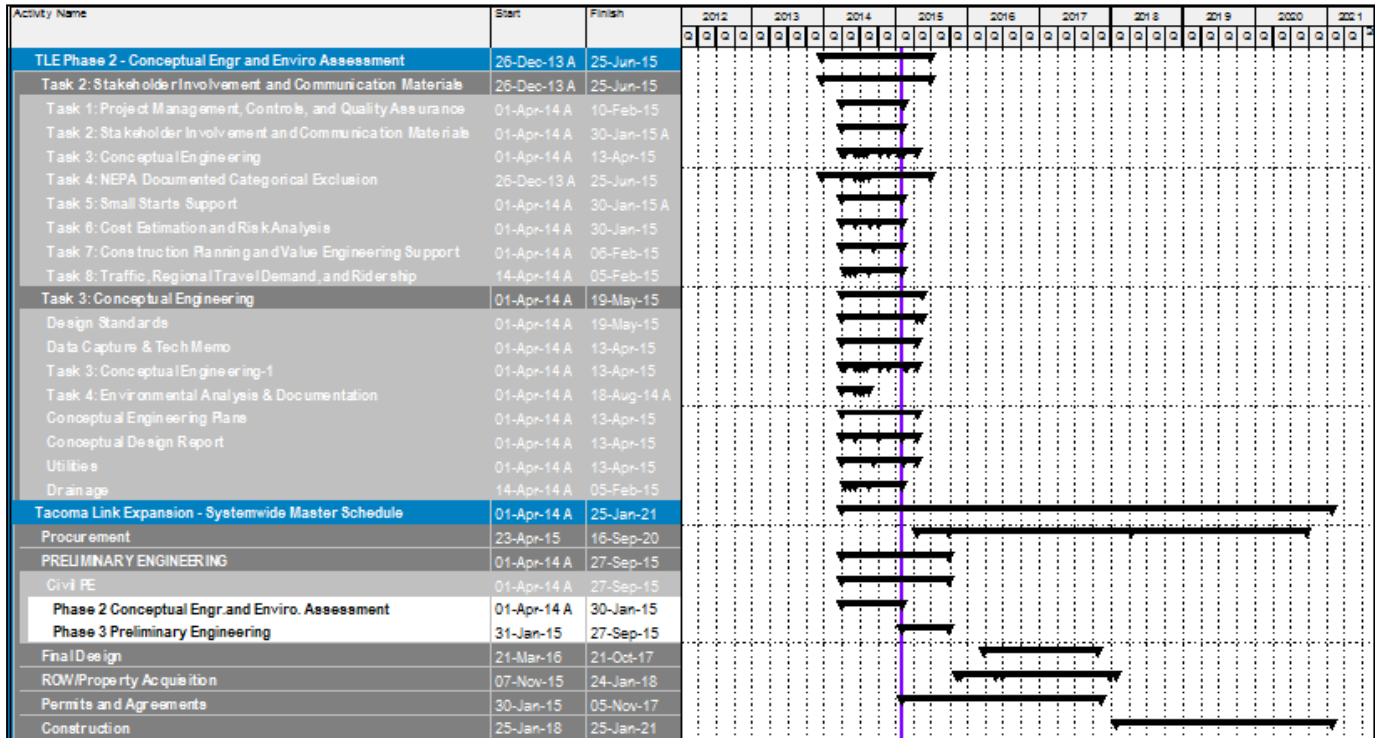 Activity Name Start Finish 2012 2013 2014 2015 2016 2017 2018 2019 2020 2021
Q Q Q Q Q Q Q Q Q Q Q Q Q Q Q Q Q Q Q Q Q Q Q Q Q Q Q Q Q Q Q Q Q Q Q Q Q Q
TLE Phase 2 - Conceptual Engr and Enviro Assessment 26-Dec-13 A 25-Jun-15
Task 2: Stakeholder Involvement and Communication Materials 26-Dec-13 A 25-Jun-15
Task 1: Project Management, Controls, and Quality Assurance 01-Apr-14 A 10-Feb-15
Task 2: Stakeholder Involvement and Communication Materials 01-Apr-14 A 30-Jan-15 A
Task 3: Conceptual Engineering 01-Apr-14 A 13-Apr-15
Task 4: NEPA Documented Categorical Exclusion 26-Dec-13 A 25-Jun-15
Task 5: Small Starts Support 01-Apr-14 A 30-Jan-15 A
Task 6: Cost Estimation and Risk Analysis 01-Apr-14 A 30-Jan-15
Task 7: Construction Planning and Value Engineering Support 01-Apr-14 A 06-Feb-15
Task 8: Traffic, Regional Travel Demand, and Ridership 14-Apr-14 A 05-Feb-15
Task 3: Conceptual Engineering 01-Apr-14 A 19-May-15
Design Standards 01-Apr-14 A 19-May-15
Data Capture & Tech Memo 01-Apr-14 A 13-Apr-15
Task 3: Conceptual Engineering-1 01-Apr-14 A 13-Apr-15
Task 4: Environmental Analysis & Documentation 01-Apr-14 A 18-Aug-14 A
Conceptual Engineering Plans 01-Apr-14 A 13-Apr-15
Conceptual Design Report 01-Apr-14 A 13-Apr-15
Utilities 01-Apr-14 A 13-Apr-15
Drainage 14-Apr-14 A 05-Feb-15
Tacoma Link Expansion - Systemwide Master Schedule 01-Apr-14 A 25-Jan-21
Procurement 23-Apr-15 16-Sep-20
PRELIMINARY ENGINEERING 01-Apr-14 A 27-Sep-15
Civil PE 01-Apr-14 A 27-Sep-15
Phase 2 Conceptual Engr.and Enviro. Assessment 01-Apr-14 A 30-Jan-15
Phase 3 Preliminary Engineering 31-Jan-15 27-Sep-15
Final Design 21-Mar-16 21-Oct-17
ROW/Property Acquisition 07-Nov-15 24-Jan-18
Permits and Agreements 30-Jan-15 05-Nov-17
Construction 25-Jan-18 25-Jan-21